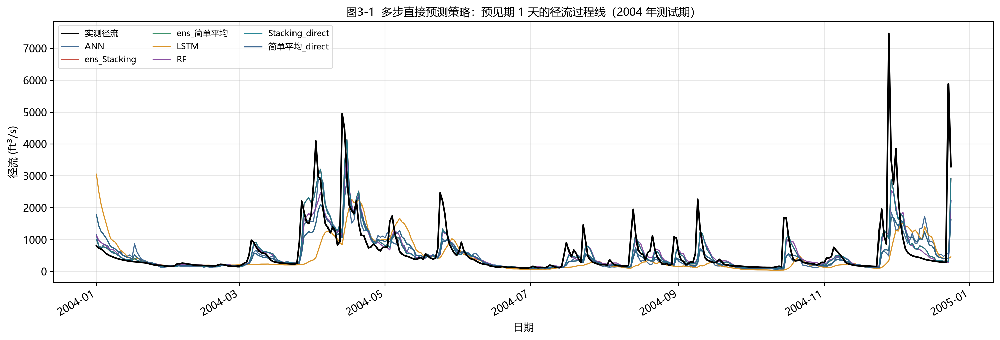 图3-1 多步直接预测策略：预见期 1 天的径流过程线（2004 年测试期）
实测径流
ANN
ens_Stacking
ens_简单平均
LSTM
RF
Stacking_direct
简单平均_direct
径流 (ft³/s)
7000
6000
5000
4000
3000
2000
1000
0
2004-01
2004-03
2004-05
2004-07
2004-09
2004-11
2005-01
日期